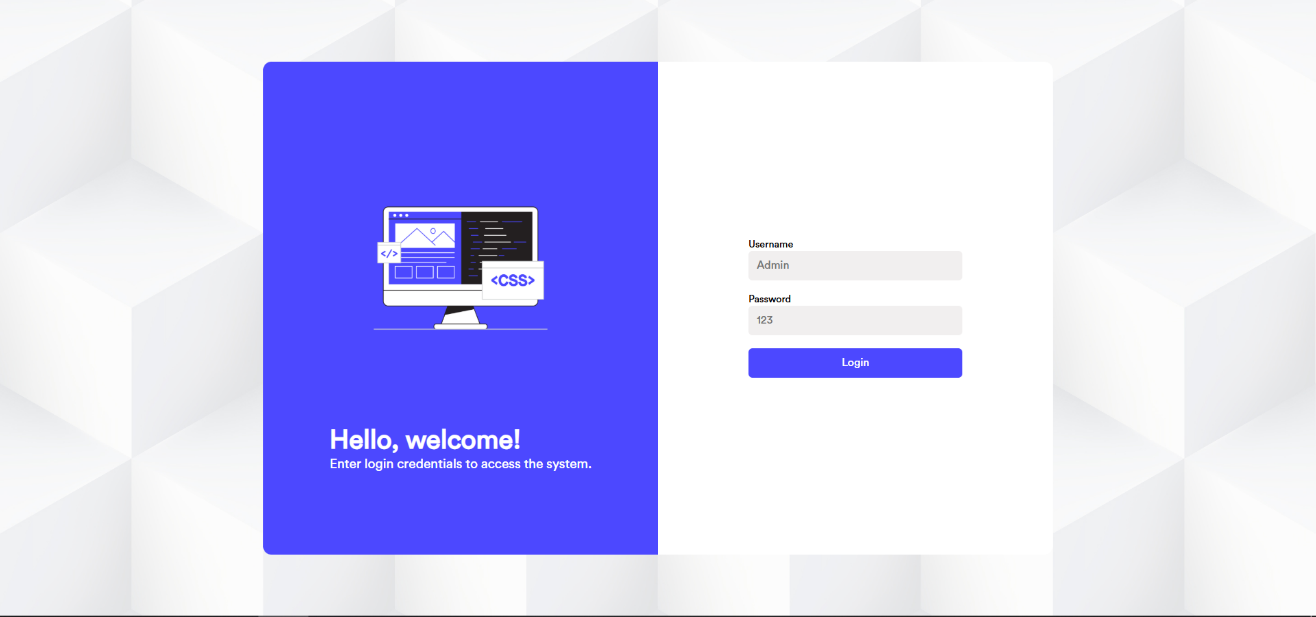 </>
<CSS>
Hello, welcome!
Enter login credentials to access the system.
Username
Admin
Password
123
Login